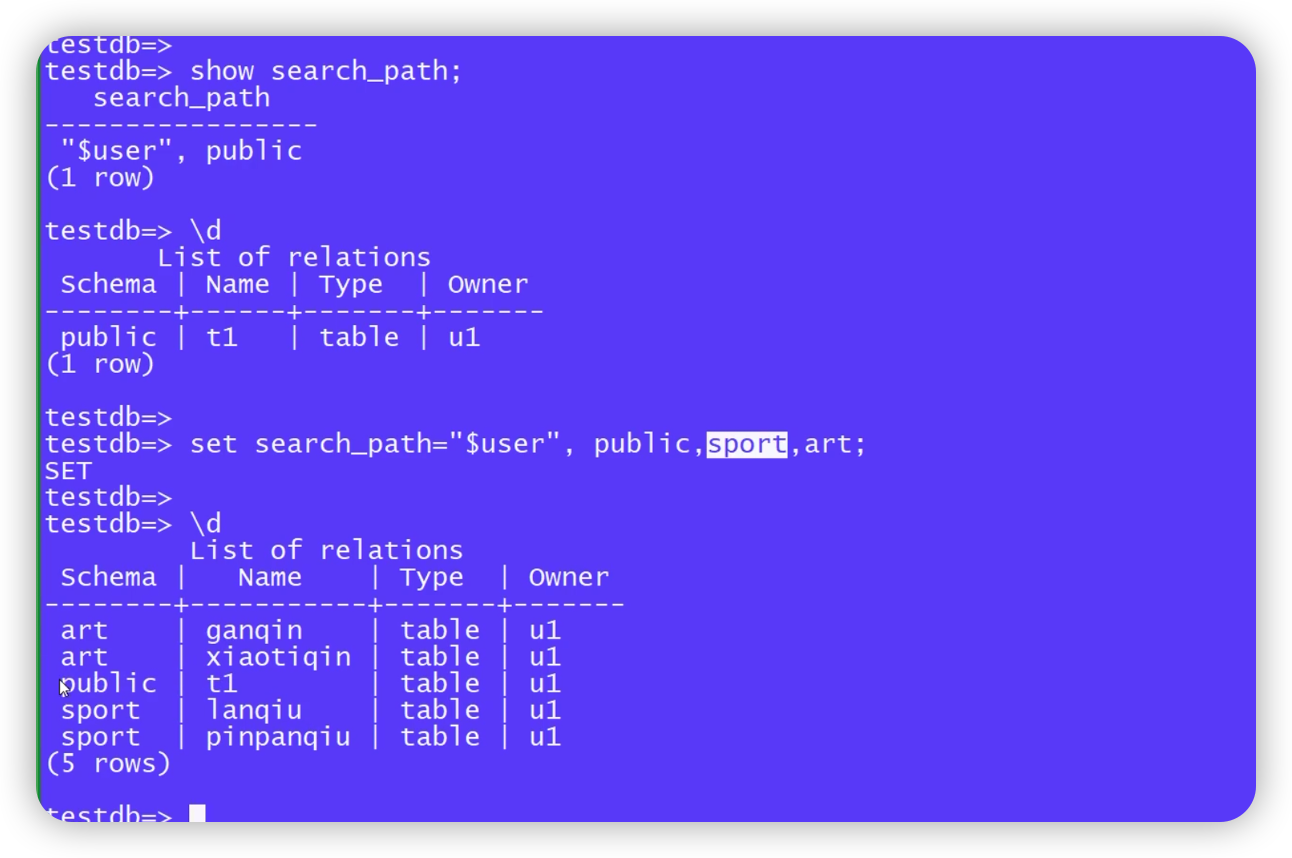 testdb=>
testdb=> show search_path;
   search_path
-----------------
 "$user", public
(1 row)

testdb=> \d
       List of relations
 Schema | Name | Type  | Owner
--------+------+-------+-------
 public | t1   | table | u1
(1 row)

testdb=>
testdb=> set search_path="$user", public,sport,art;
SET
testdb=>
testdb=> \d
         List of relations
 Schema |   Name    | Type  | Owner
--------+-----------+-------+-------
 art    | ganqin    | table | u1
 art    | xiaotiqin | table | u1
 public | t1        | table | u1
 sport  | lanqiu    | table | u1
 sport  | pinpanqiu | table | u1
(5 rows)

testdb=>